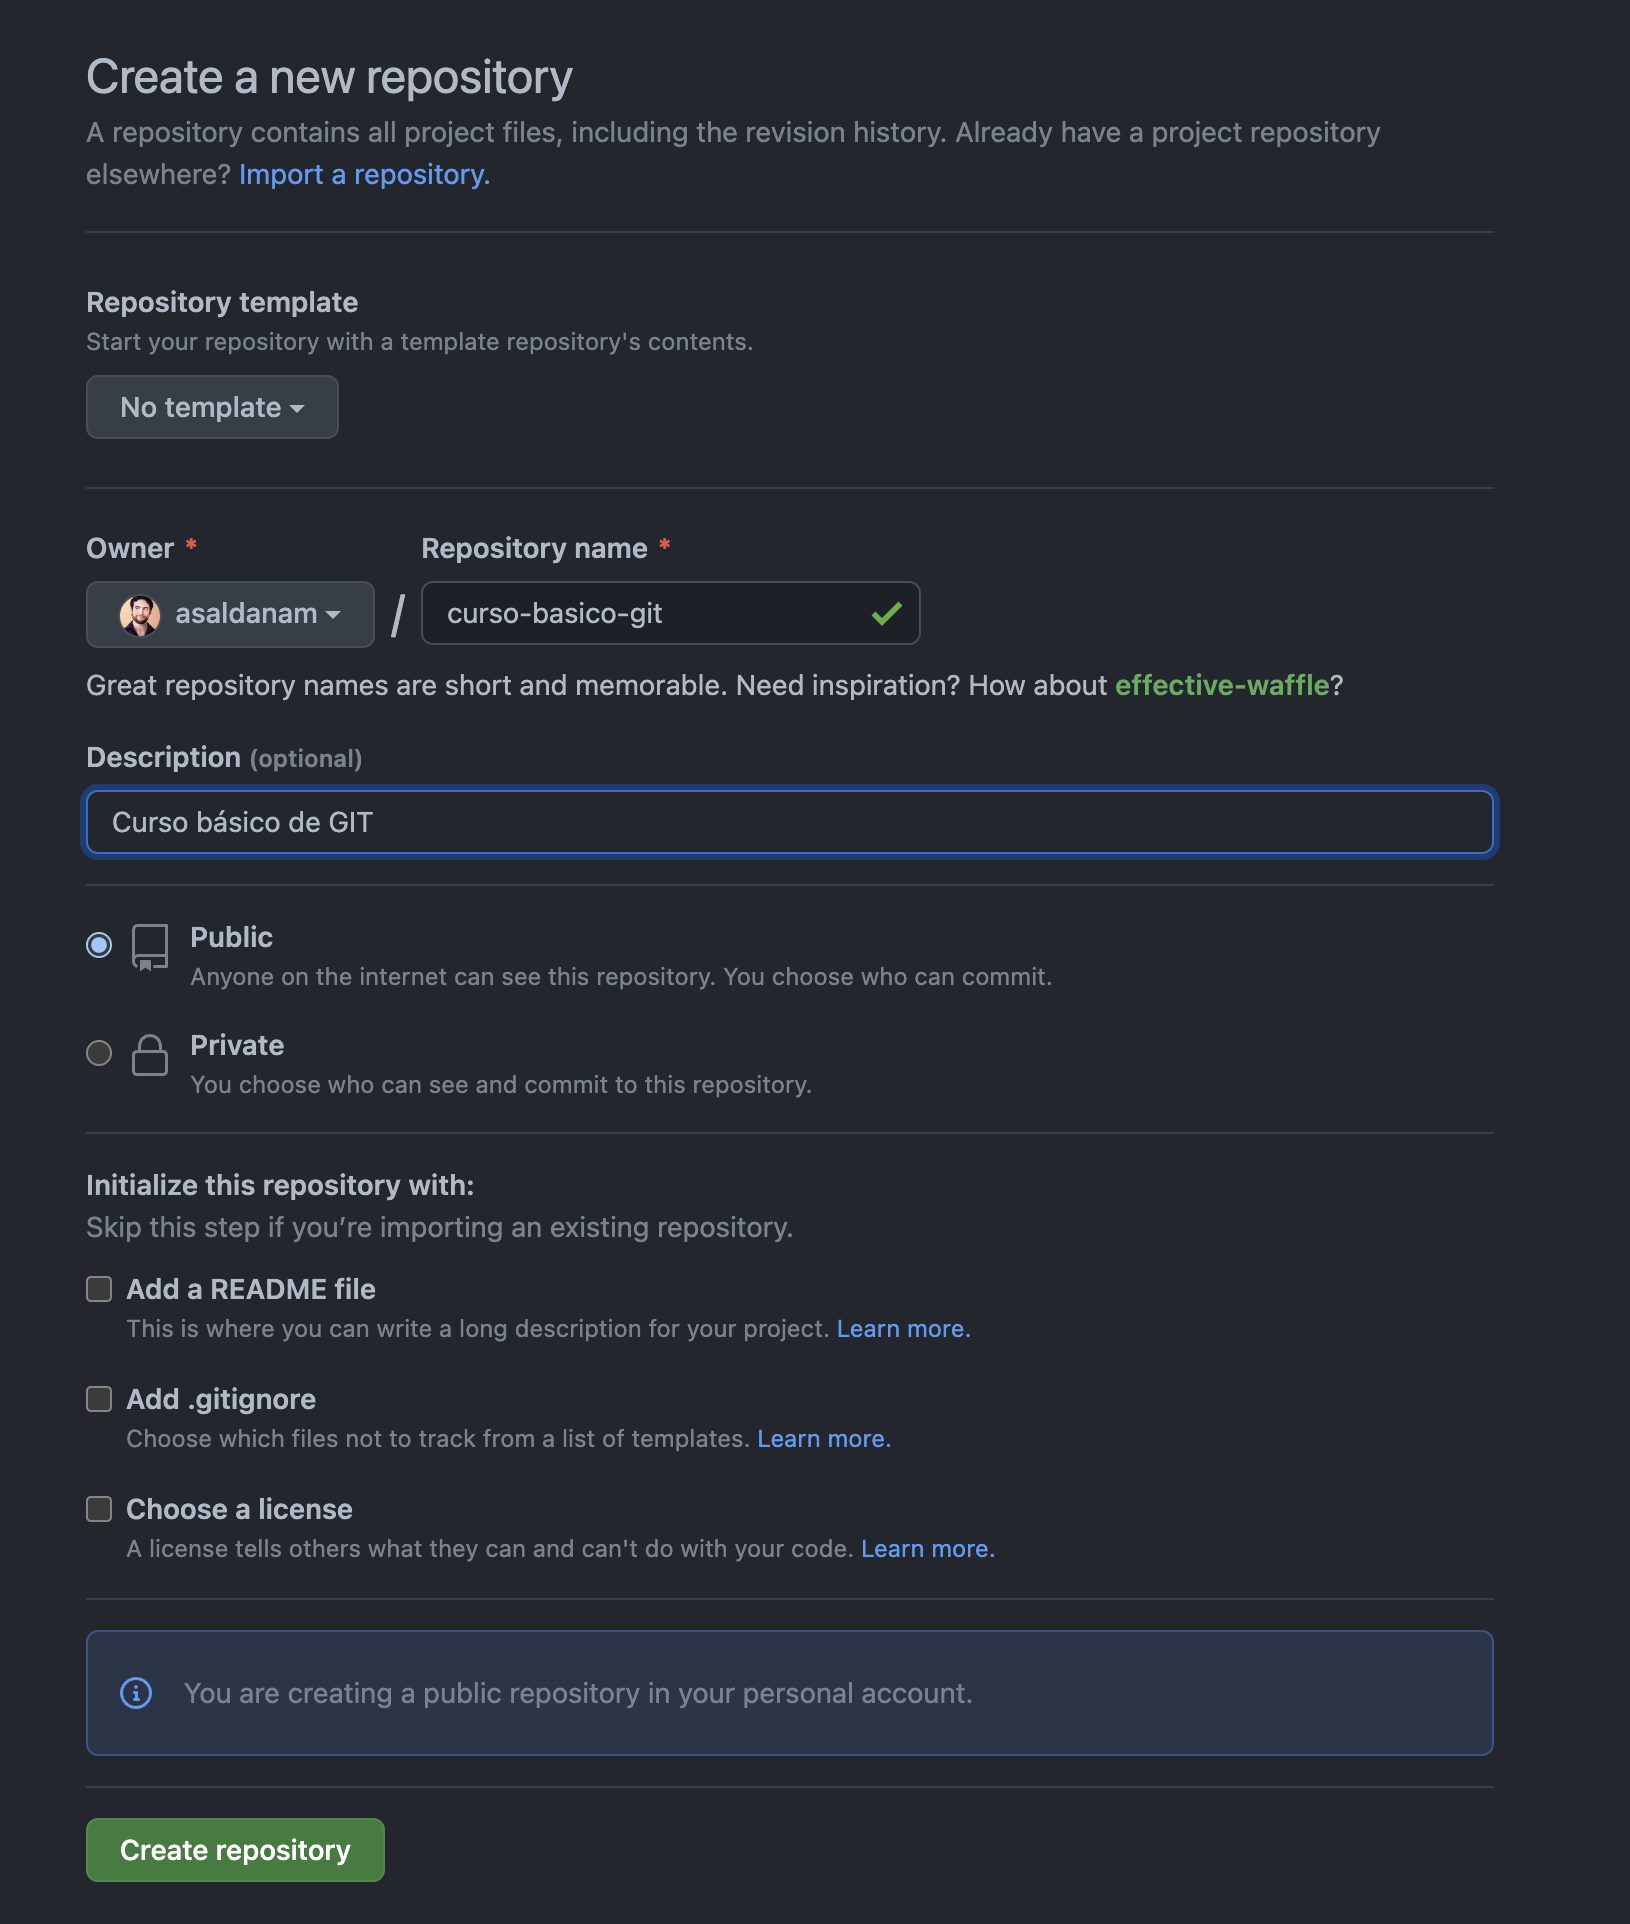 Create a new repository
A repository contains all project files, including the revision history. Already have a project repository
elsewhere? Import a repository.
Repository template
Start your repository with a template repository's contents.
No template
Owner * Repository name *
asaldanam / curso-basico-git
Great repository names are short and memorable. Need inspiration? How about effective-waffle?
Description (optional)
Curso básico de GIT
Public
Anyone on the internet can see this repository. You choose who can commit.
Private
You choose who can see and commit to this repository.
Initialize this repository with:
Skip this step if you’re importing an existing repository.
Add a README file
This is where you can write a long description for your project. Learn more.
Add .gitignore
Choose which files not to track from a list of templates. Learn more.
Choose a license
A license tells others what they can and can't do with your code. Learn more.
You are creating a public repository in your personal account.
Create repository